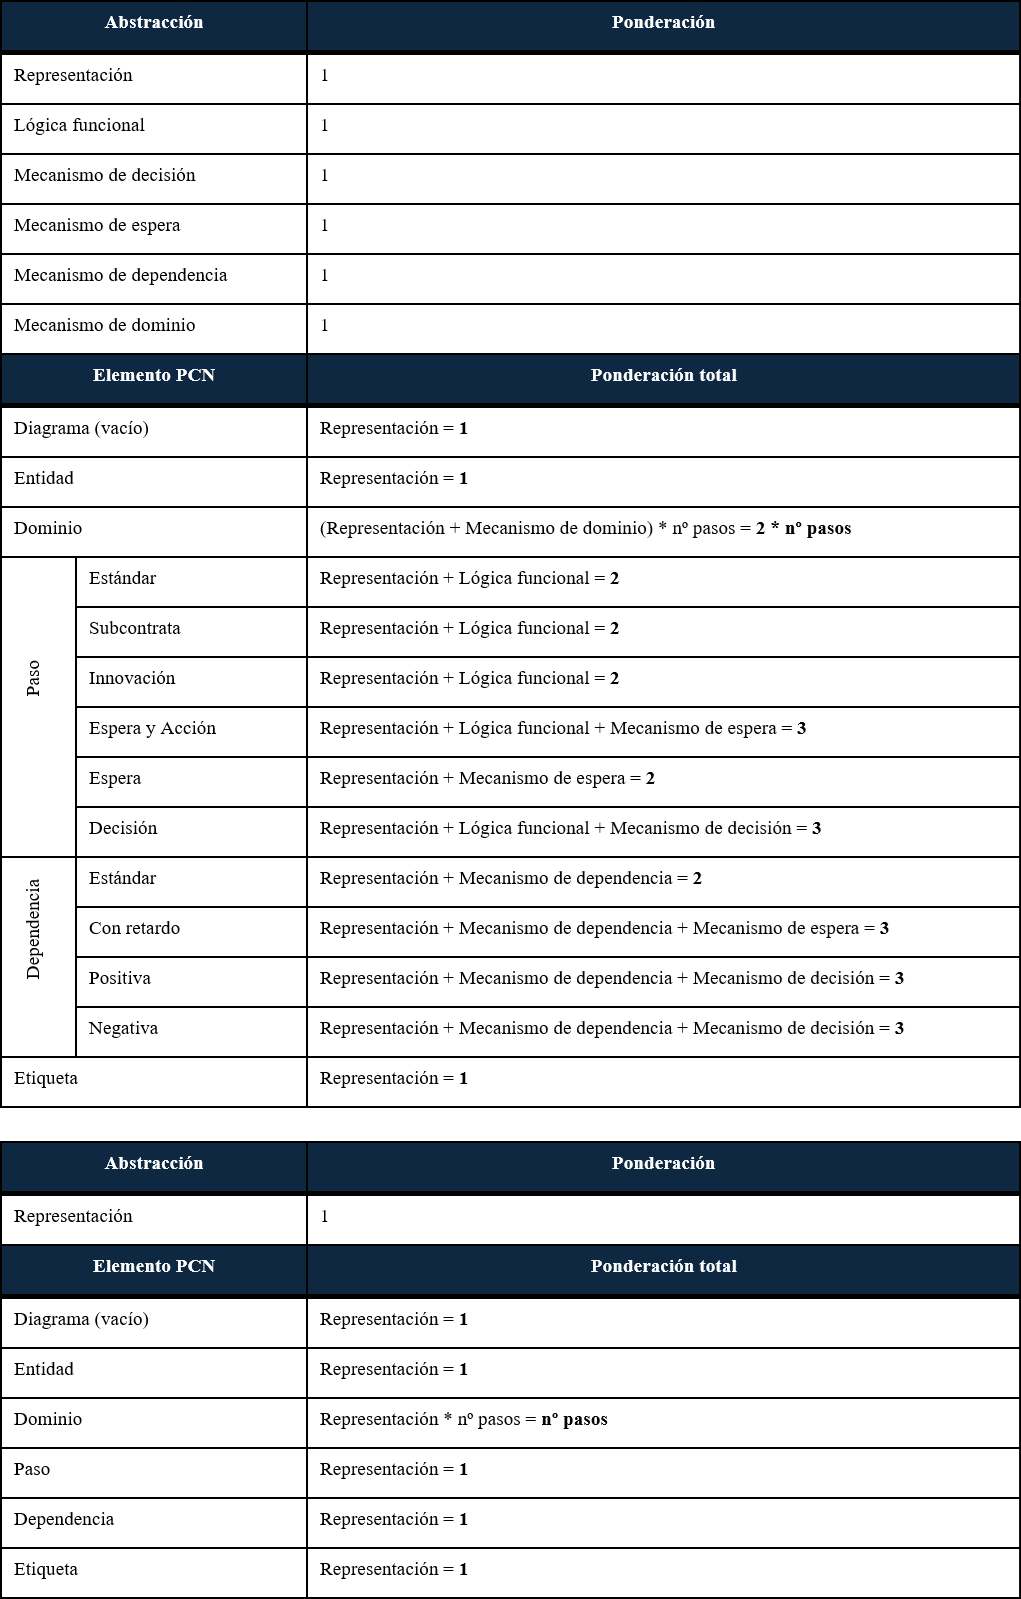 Abstracción Ponderación
Representación 1
Lógica funcional 1
Mecanismo de decisión 1
Mecanismo de espera 1
Mecanismo de dependencia 1
Mecanismo de dominio 1
Elemento PCN Ponderación total
Diagrama (vacío) Representación = 1
Entidad Representación = 1
Dominio (Representación + Mecanismo de dominio) * nº pasos = 2 * nº pasos
Paso
Estándar Representación + Lógica funcional = 2
Subcontrata Representación + Lógica funcional = 2
Innovación Representación + Lógica funcional = 2
Espera y Acción Representación + Lógica funcional + Mecanismo de espera = 3
Espera Representación + Mecanismo de espera = 2
Decisión Representación + Lógica funcional + Mecanismo de decisión = 3
Dependencia
Estándar Representación + Mecanismo de dependencia = 2
Con retardo Representación + Mecanismo de dependencia + Mecanismo de espera = 3
Positiva Representación + Mecanismo de dependencia + Mecanismo de decisión = 3
Negativa Representación + Mecanismo de dependencia + Mecanismo de decisión = 3
Etiqueta Representación = 1
Abstracción Ponderación
Representación 1
Elemento PCN Ponderación total
Diagrama (vacío) Representación = 1
Entidad Representación = 1
Dominio Representación * nº pasos = nº pasos
Paso Representación = 1
Dependencia Representación = 1
Etiqueta Representación = 1